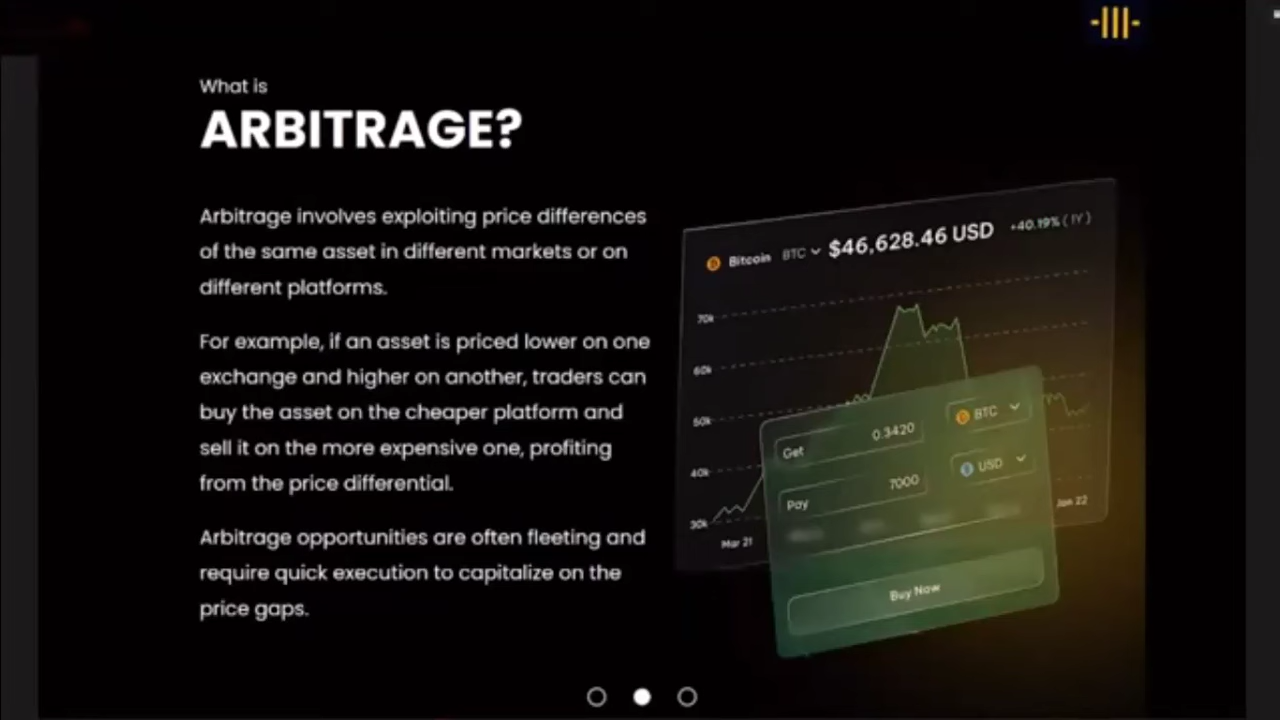 What is
ARBITRAGE?
Arbitrage involves exploiting price differences
of the same asset in different markets or on
different platforms.
For example, if an asset is priced lower on one
exchange and higher on another, traders can
buy the asset on the cheaper platform and
sell it on the more expensive one, profiting
from the price differential.
Arbitrage opportunities are often fleeting and
require quick execution to capitalize on the
price gaps.
Bitcoin BTC $46,628.46 USD +40.19% (1Y)
70k
60k
50k
40k
30k
Mar 21
Jan 22
Get 0.3420 BTC
Pay 7000 USD
Buy Now